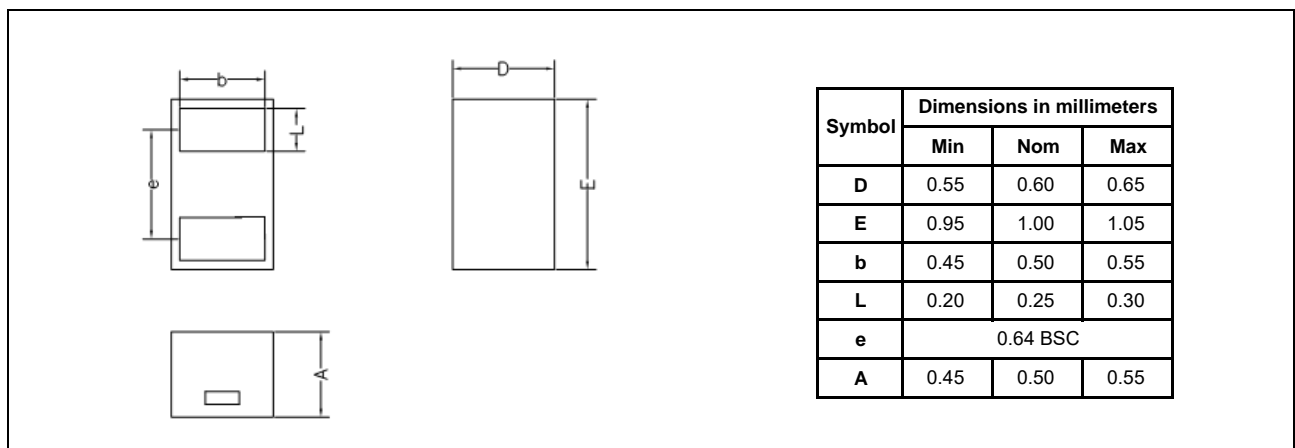 b
L
e
D
E
A
Symbol Dimensions in millimeters
Min Nom Max
D 0.55 0.60 0.65
E 0.95 1.00 1.05
b 0.45 0.50 0.55
L 0.20 0.25 0.30
e 0.64 BSC
A 0.45 0.50 0.55